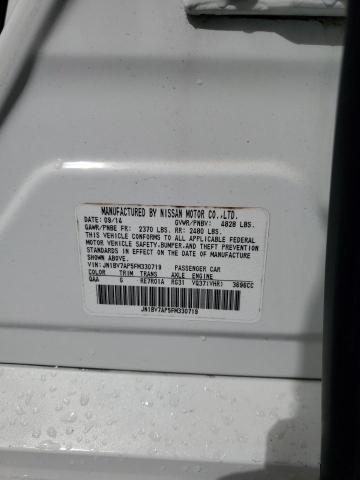 MANUFACTURED BY NISSAN MOTOR CO.,LTD.
DATE: 09/14 GVWR/PNBV: 4828 LBS.
GAWR/PNBE FR: 2370 LBS. RR: 2480 LBS.
THIS VEHICLE CONFORMS TO ALL APPLICABLE FEDERAL
MOTOR VEHICLE SAFETY,BUMPER,AND THEFT PREVENTION
STANDARDS IN EFFECT ON THE DATE OF MANUFACTURE
SHOWN ABOVE.
VIN: JN1BV7AP5FM330719 PASSENGER CAR
COLOR TRIM TRANS AXLE ENGINE
QAA G RE7R01A RG31 VQ37(VHR) 3696CC
JN1BV7AP5FM330719